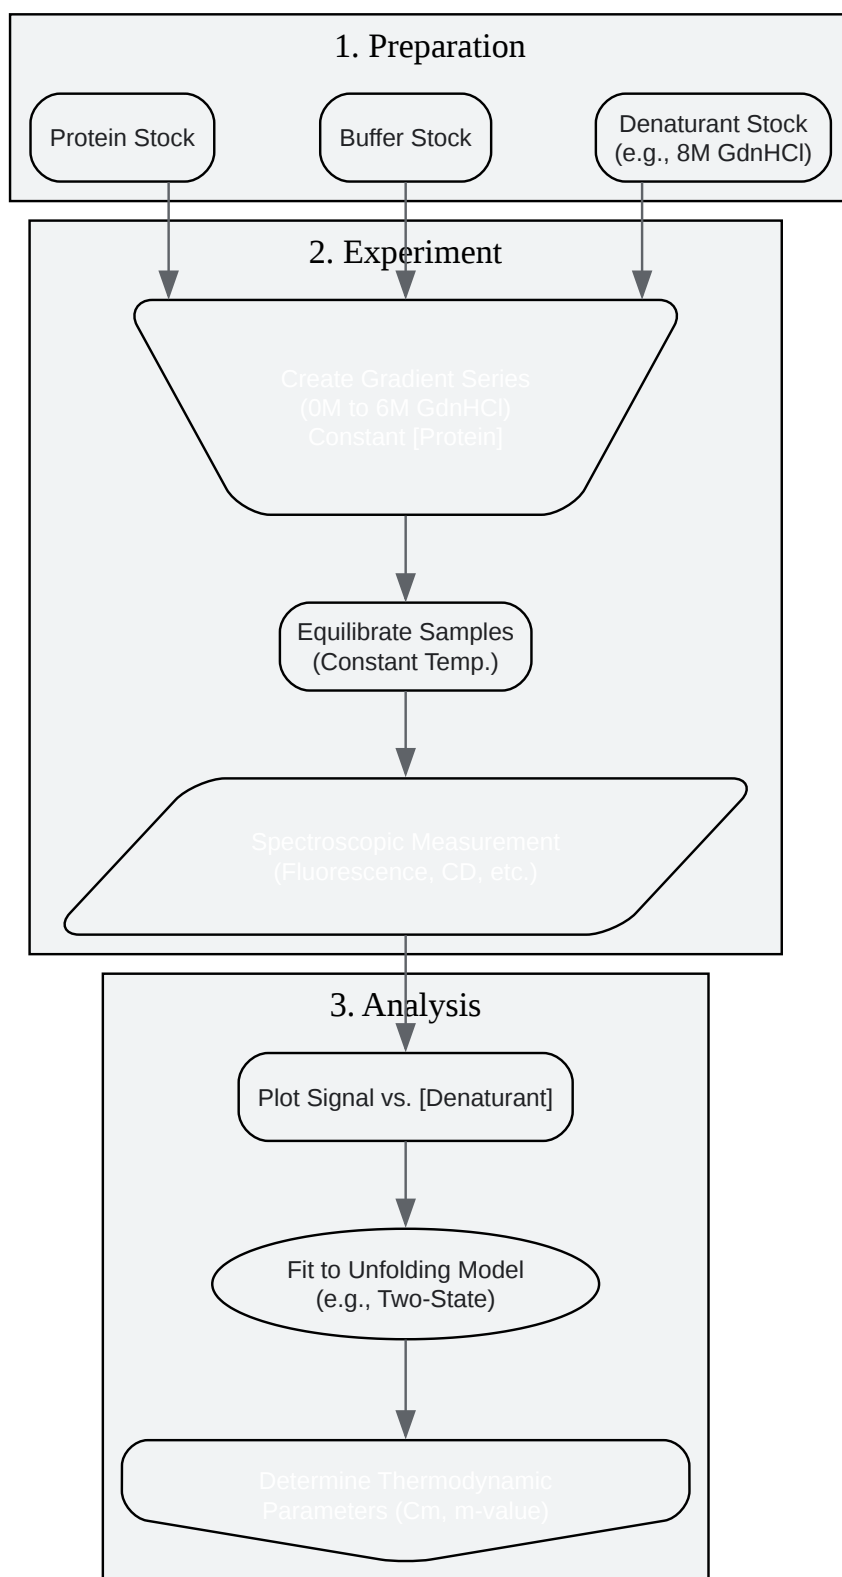 1. Preparation
Protein Stock
Buffer Stock
Denaturant Stock
(e.g., 8M GdnHCl)
2. Experiment
Create Gradient Series
(0M to 6M GdnHCl)
Constant [Protein]
Equilibrate Samples
(Constant Temp.)
Spectroscopic Measurement
(Fluorescence, CD, etc.)
3. Analysis
Plot Signal vs. [Denaturant]
Fit to Unfolding Model
(e.g., Two-State)
Determine Thermodynamic
Parameters (Cm, m-value)